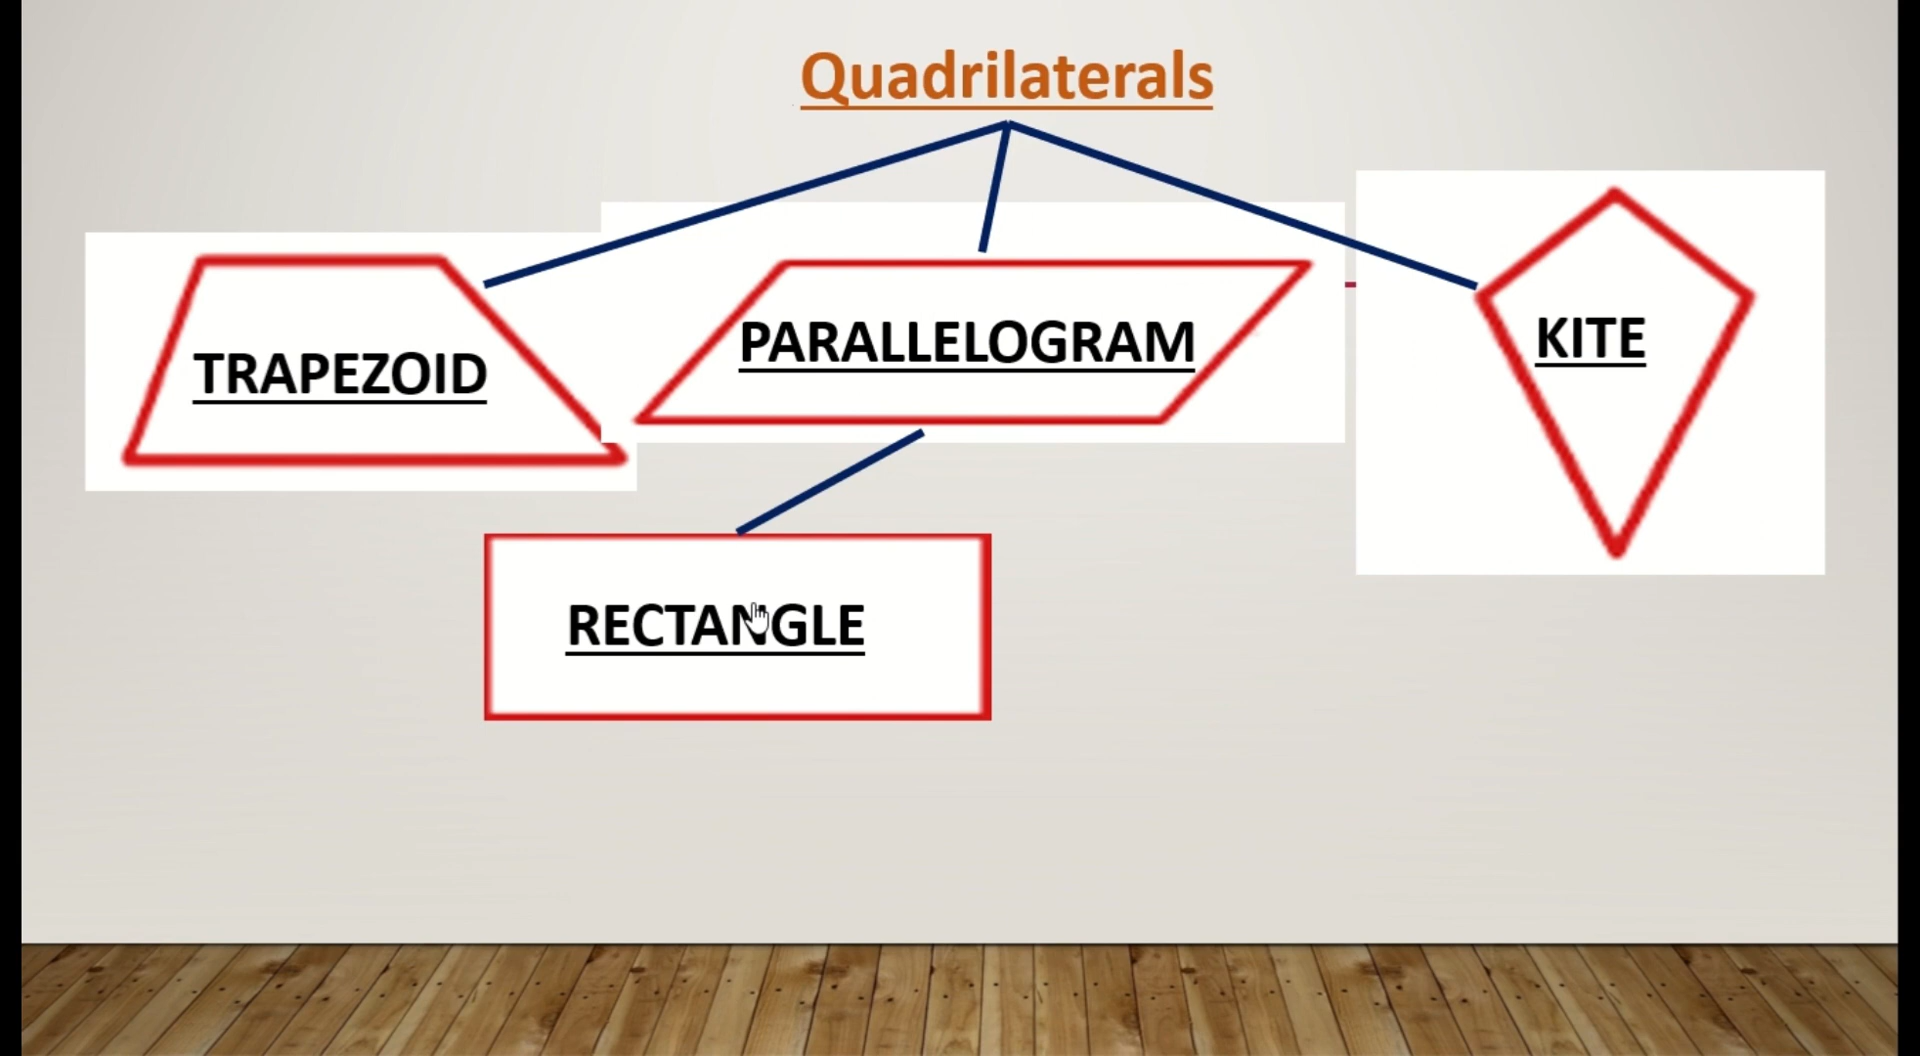 Quadrilaterals
TRAPEZOID
PARALLELOGRAM
KITE
RECTANGLE